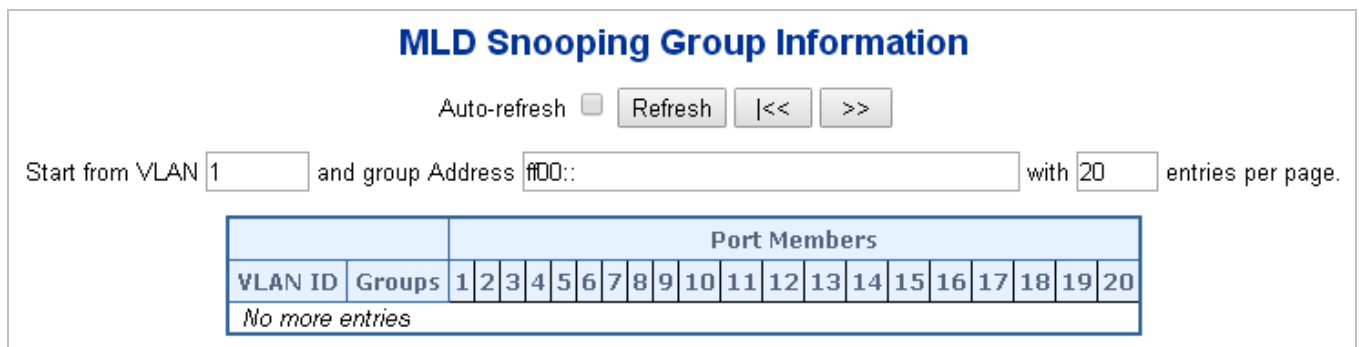 MLD Snooping Group Information
Auto-refresh Refresh |<< >>
Start from VLAN 1 and group Address ff00:: with 20 entries per page.
Port Members
VLAN ID Groups 1 2 3 4 5 6 7 8 9 10 11 12 13 14 15 16 17 18 19 20
No more entries